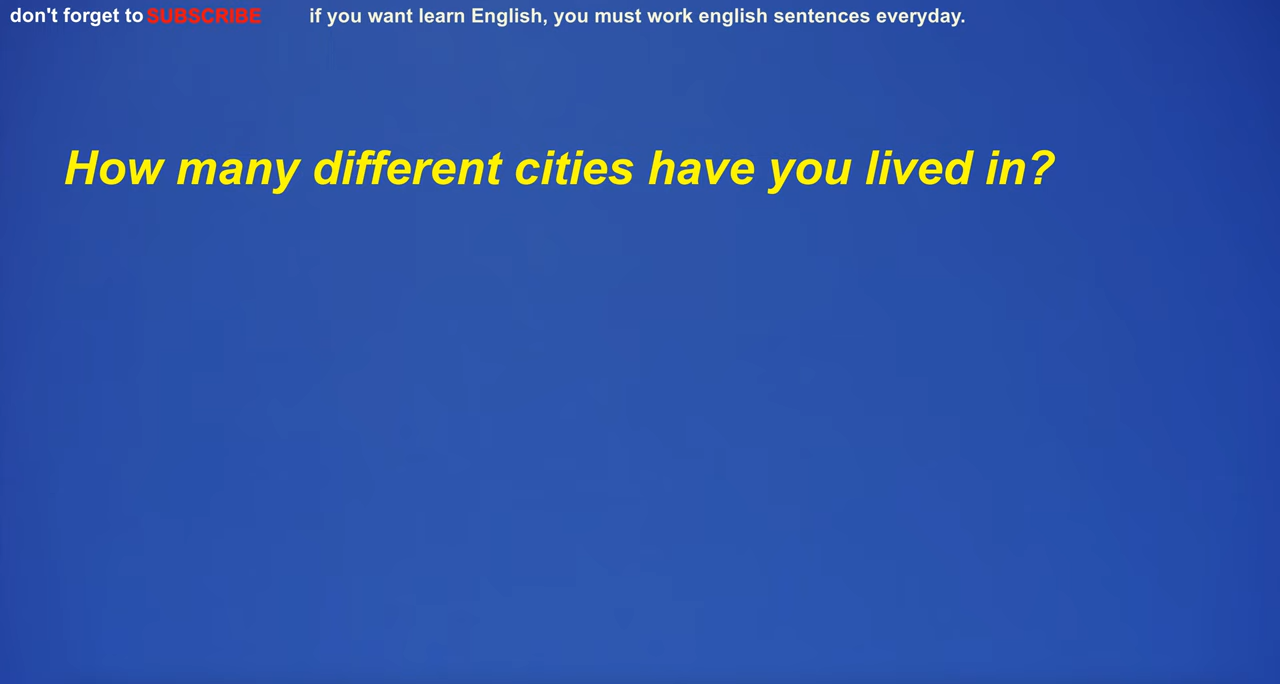 don't forget to SUBSCRIBE if you want learn English, you must work english sentences everyday.
How many different cities have you lived in?